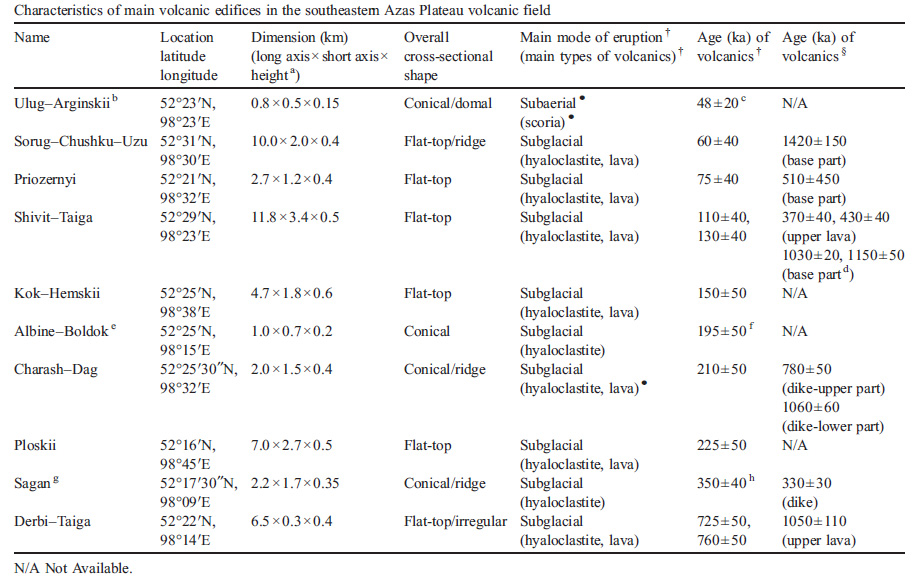 Characteristics of main volcanic edifices in the southeastern Azas Plateau volcanic field
Name Location Dimension (km) Overall Main mode of eruption† Age (ka) of Age (ka) of
latitude (long axis×short axis× cross-sectional (main types of volcanics)† volcanics† volcanics§
longitude heightᵃ) shape
Ulug–Arginskiiᵇ 52°23′N, 0.8×0.5×0.15 Conical/domal Subaerial• 48±20ᶜ N/A
98°23′E (scoria)•
Sorug–Chushku–Uzu 52°31′N, 10.0×2.0×0.4 Flat-top/ridge Subglacial 60±40 1420±150
98°30′E (hyaloclastite, lava) (base part)
Priozernyi 52°21′N, 2.7×1.2×0.4 Flat-top Subglacial 75±40 510±450
98°32′E (hyaloclastite, lava) (base part)
Shivit–Taiga 52°29′N, 11.8×3.4×0.5 Flat-top Subglacial 110±40, 370±40, 430±40
98°23′E (hyaloclastite, lava) 130±40 (upper lava)
1030±20, 1150±50
(base partᵈ)
Kok–Hemskii 52°25′N, 4.7×1.8×0.6 Flat-top Subglacial 150±50 N/A
98°38′E (hyaloclastite, lava)
Albine–Boldokᵉ 52°25′N, 1.0×0.7×0.2 Conical Subglacial 195±50ᶠ N/A
98°15′E (hyaloclastite)
Charash–Dag 52°25′30″N, 2.0×1.5×0.4 Conical/ridge Subglacial 210±50 780±50
98°32′E (hyaloclastite, lava)• (dike-upper part)
1060±60
(dike-lower part)
Ploskii 52°16′N, 7.0×2.7×0.5 Flat-top Subglacial 225±50 N/A
98°45′E (hyaloclastite, lava)
Saganᵍ 52°17′30″N, 2.2×1.7×0.35 Conical/ridge Subglacial 350±40ʰ 330±30
98°09′E (hyaloclastite) (dike)
Derbi–Taiga 52°22′N, 6.5×0.3×0.4 Flat-top/irregular Subglacial 725±50, 1050±110
98°14′E (hyaloclastite, lava) 760±50 (upper lava)
N/A Not Available.